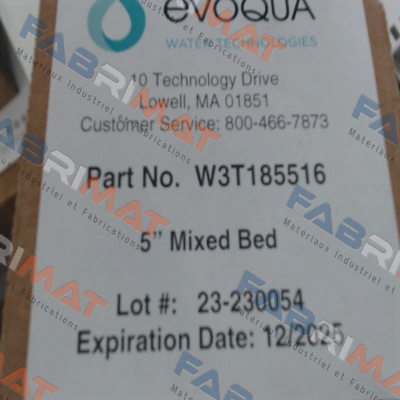 evoQUA
WATER TECHNOLOGIES
10 Technology Drive
Lowell, MA 01851
Customer Service: 800-466-7873
Part No. W3T185516
5" Mixed Bed
Lot #: 23-230054
Expiration Date: 12/2025
FABRIMAT
Matériaux Industriel et Fabrications